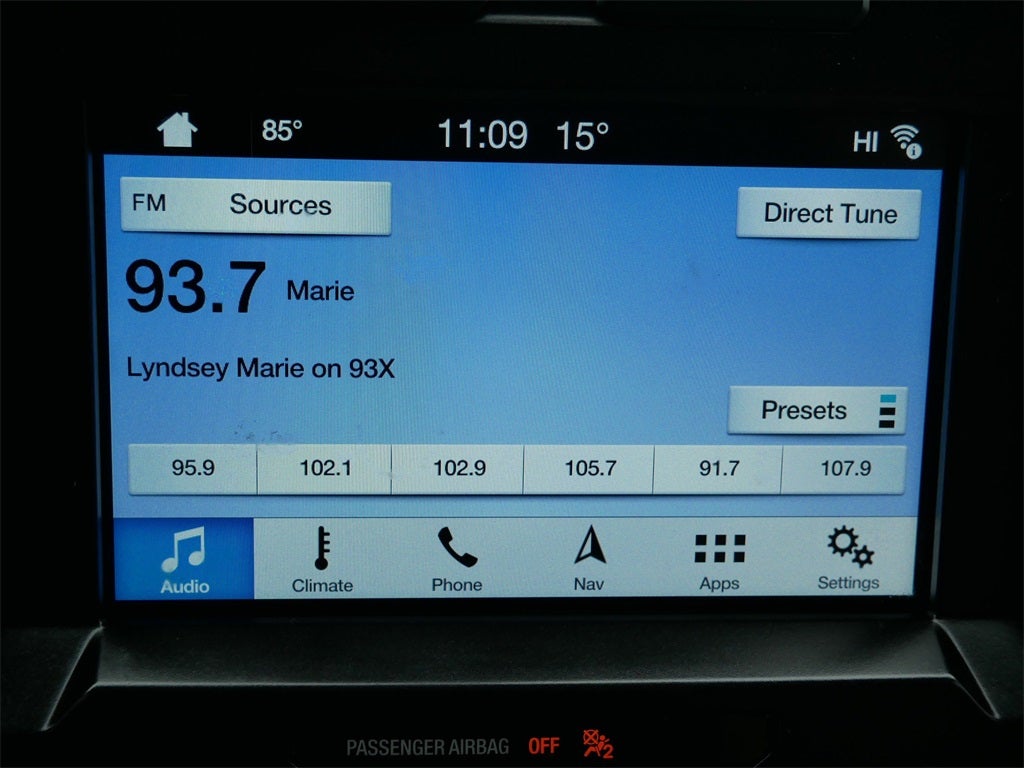 85° 11:09 15° HI
FM Sources Direct Tune
93.7 Marie
Lyndsey Marie on 93X
Presets
95.9 102.1 102.9 105.7 91.7 107.9
Audio Climate Phone Nav Apps Settings
PASSENGER AIRBAG OFF 2